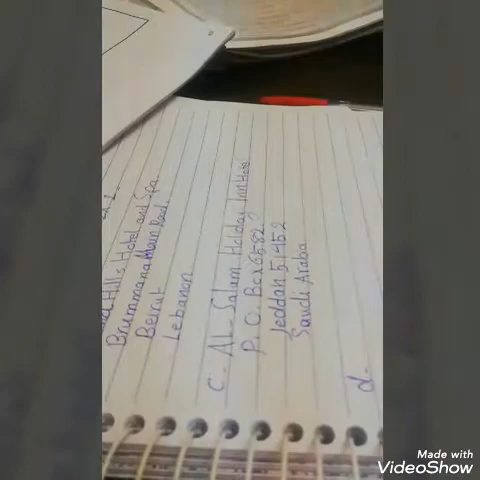 Hills Hotel and Spa
Brummana Main Road.
Beirut
Lebanon
C- AL-Salam Holiday Inn Hotel
P.O. Box 6582
Jeddah 51452
Saudi Araba
d-
Made with
VideoShow